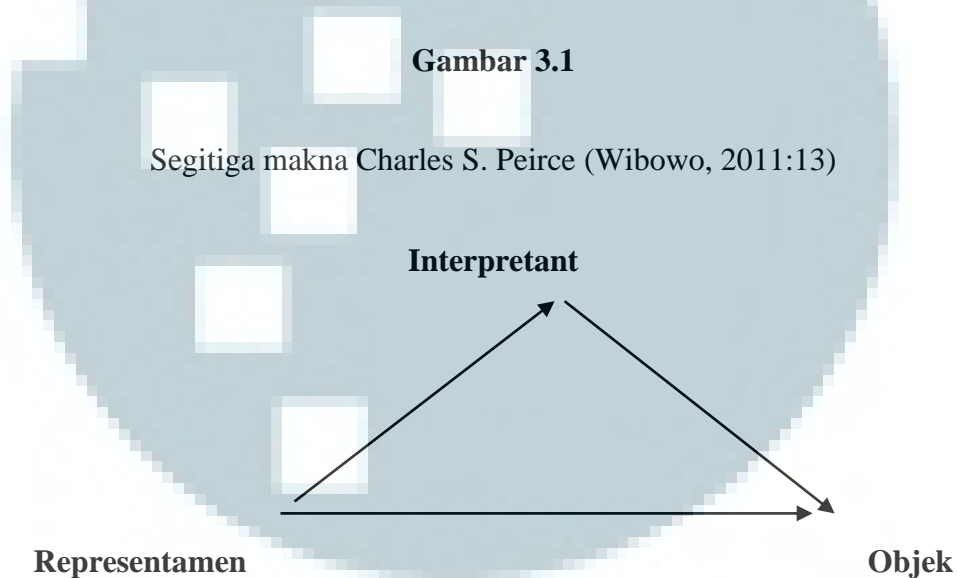 Gambar 3.1
Segitiga makna Charles S. Peirce (Wibowo, 2011:13)
Interpretant
Representamen Objek